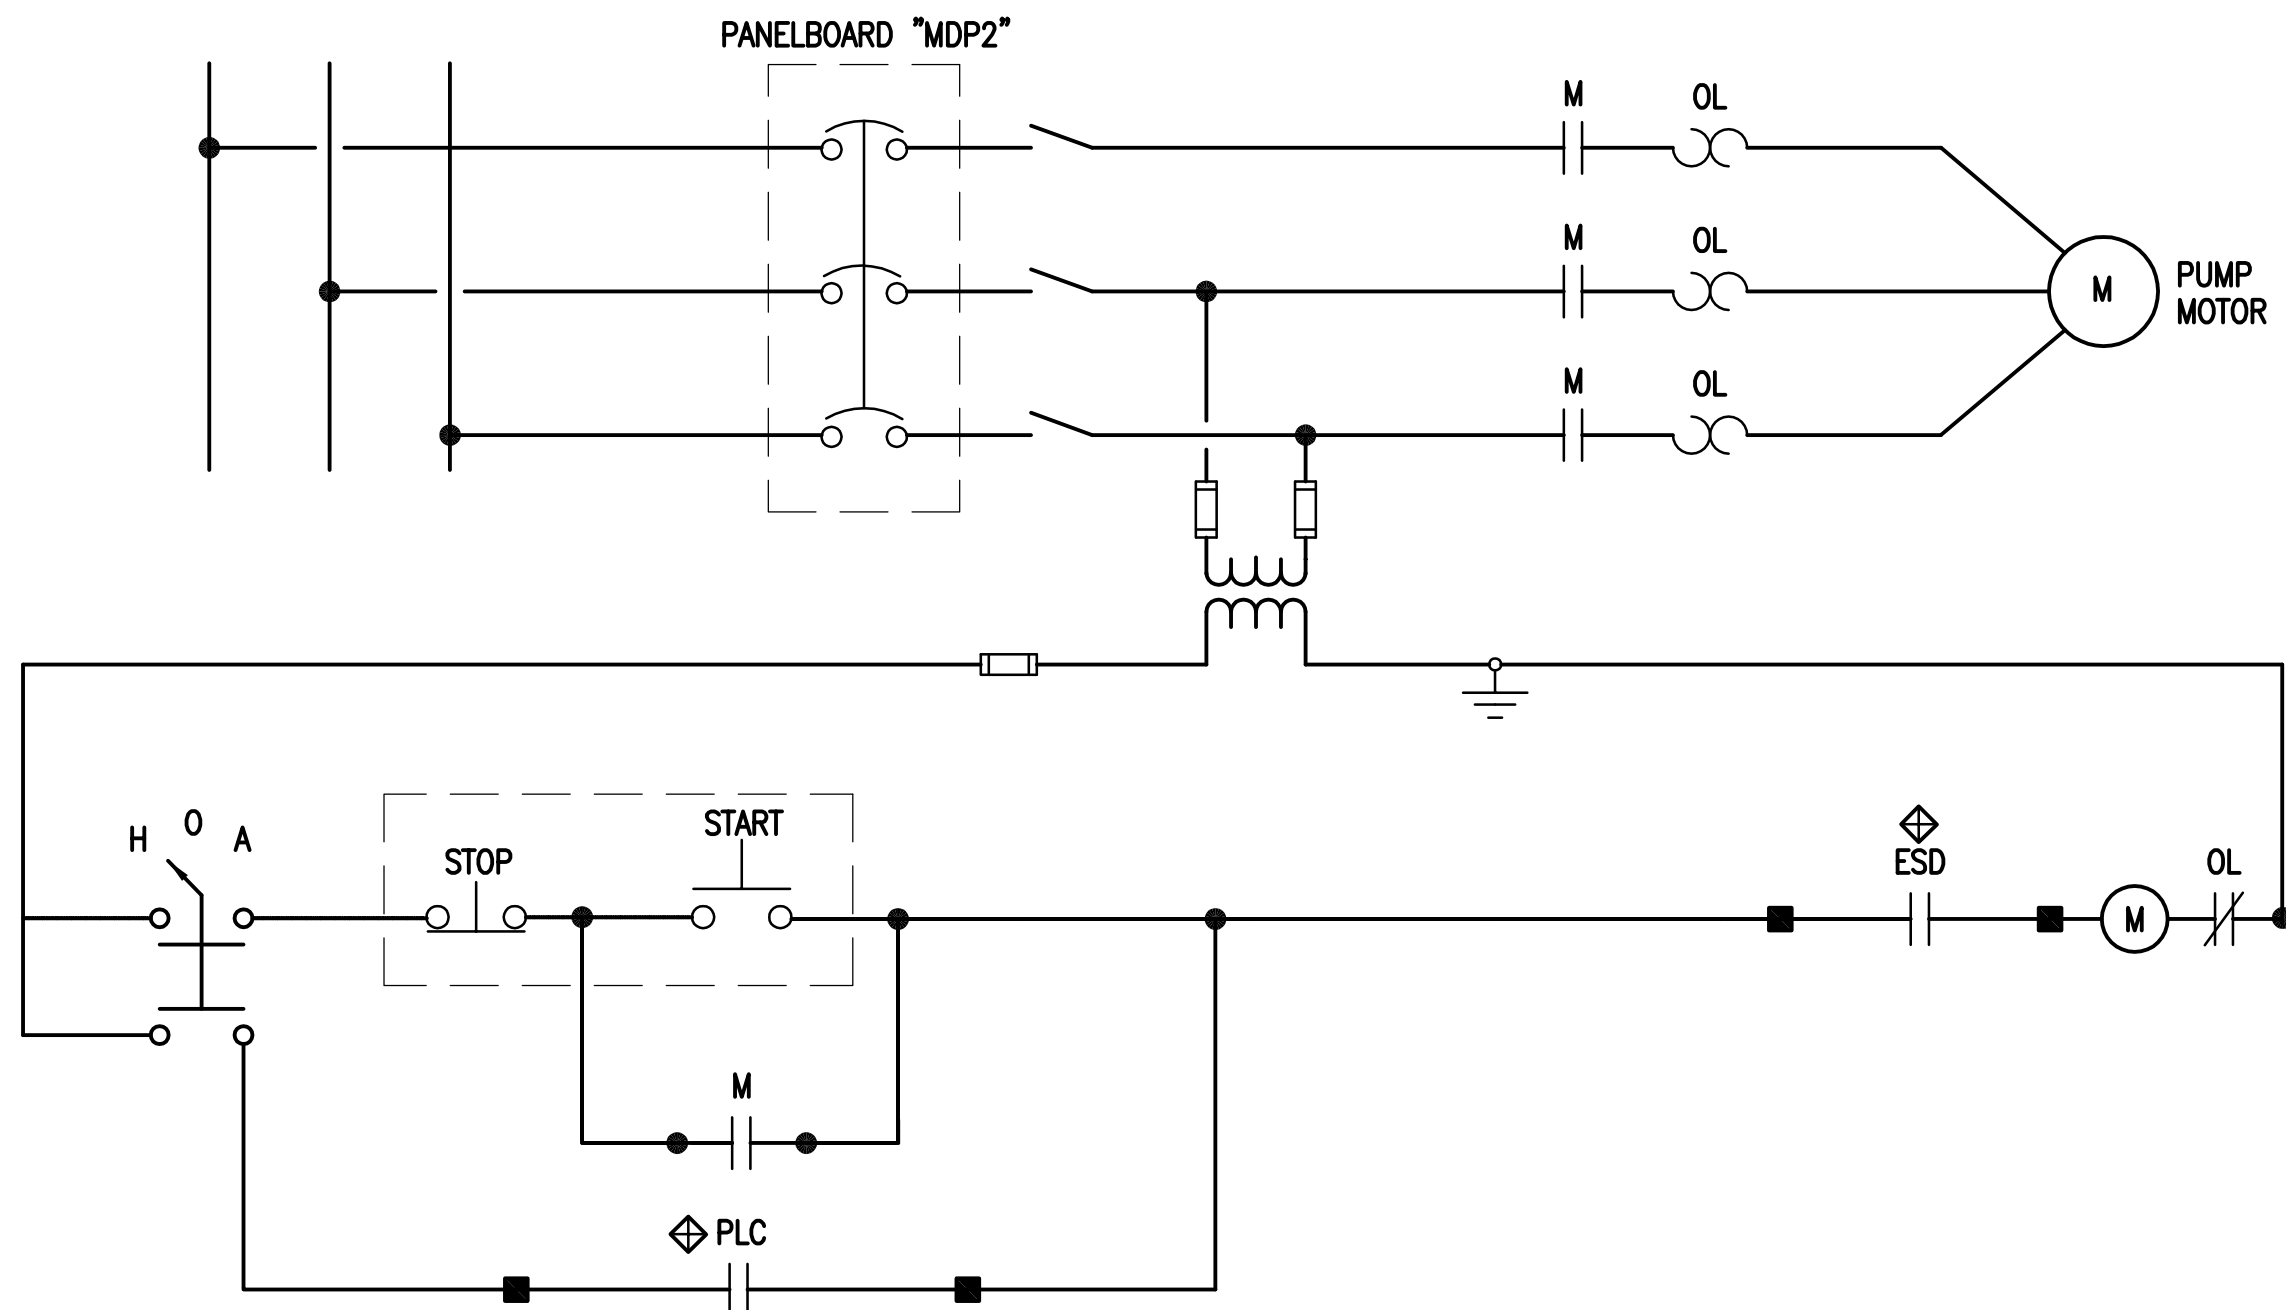 PANELBOARD "MDP2"
M
OL
M
OL
M
PUMP
MOTOR
M
OL
H
O
A
STOP
START
ESD
OL
M
M
PLC